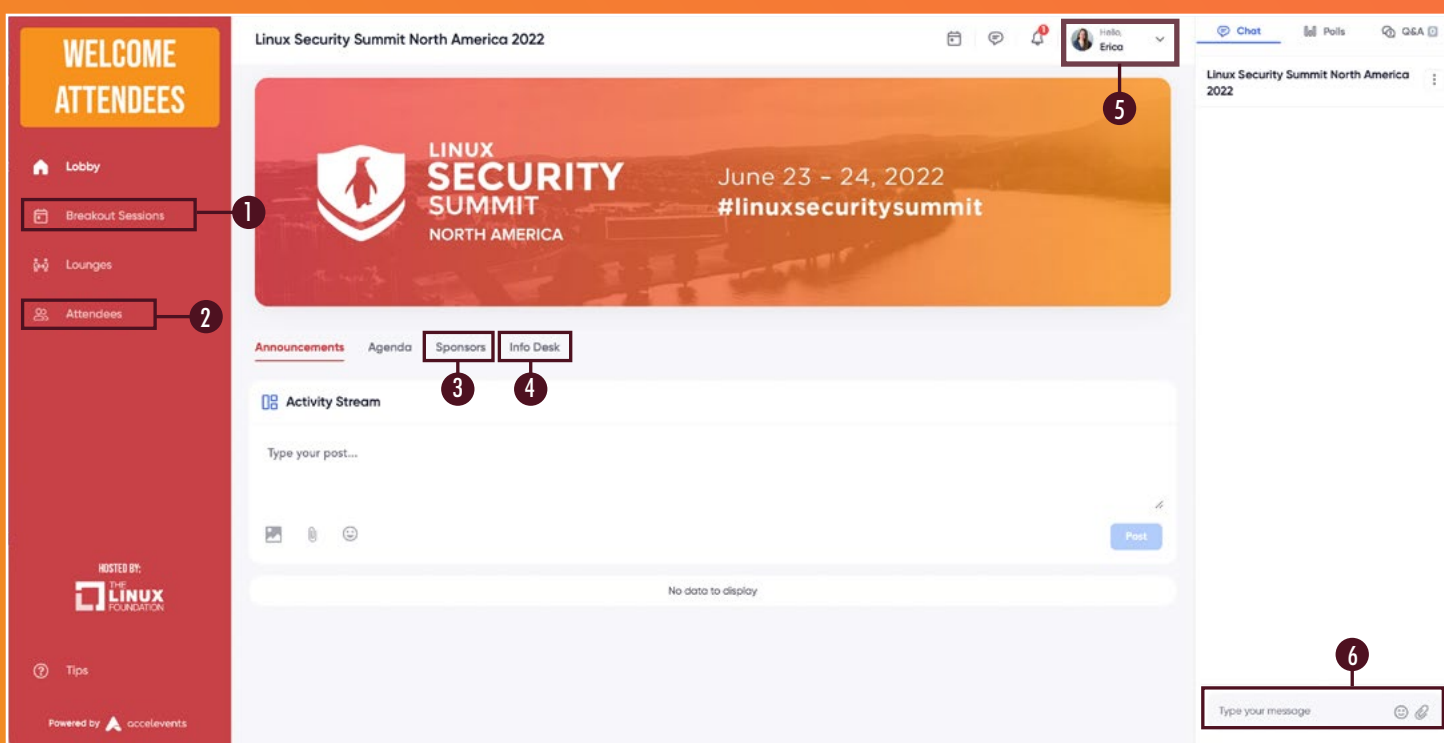 WELCOME
ATTENDEES
Lobby
Breakout Sessions
1
Lounges
Attendees
2
HOSTED BY:
THE
LINUX
FOUNDATION
Tips
Powered by accelevents
Linux Security Summit North America 2022
1
Hello,
Erica
5
LINUX
SECURITY
SUMMIT
NORTH AMERICA
June 23 – 24, 2022
#linuxsecuritysummit
Announcements Agenda Sponsors Info Desk
3 4
Activity Stream
Type your post...
Post
No data to display
Chat Polls Q&A
Linux Security Summit North America
2022
6
Type your message